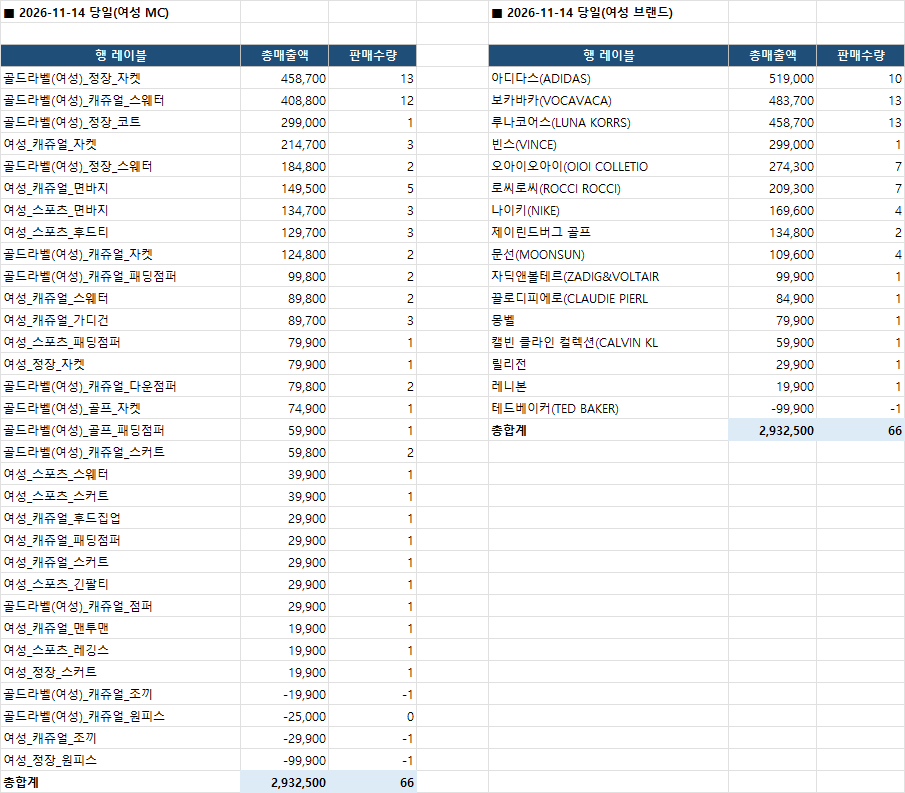 ■ 2026-11-14 당일(여성 MC)
행 레이블 총매출액 판매수량
골드라벨(여성)_정장_자켓 458,700 13
골드라벨(여성)_캐쥬얼_스웨터 408,800 12
골드라벨(여성)_정장_코트 299,000 1
여성_캐쥬얼_자켓 214,700 3
골드라벨(여성)_정장_스웨터 184,800 2
여성_캐쥬얼_면바지 149,500 5
여성_스포츠_면바지 134,700 3
여성_스포츠_후드티 129,700 3
골드라벨(여성)_캐쥬얼_자켓 124,800 2
골드라벨(여성)_캐쥬얼_패딩점퍼 99,800 2
여성_캐쥬얼_스웨터 89,800 2
여성_캐쥬얼_가디건 89,700 3
여성_스포츠_패딩점퍼 79,900 1
여성_정장_자켓 79,900 1
골드라벨(여성)_캐쥬얼_다운점퍼 79,800 2
골드라벨(여성)_골프_자켓 74,900 1
골드라벨(여성)_골프_패딩점퍼 59,900 1
골드라벨(여성)_캐쥬얼_스커트 59,800 2
여성_스포츠_스웨터 39,900 1
여성_스포츠_스커트 39,900 1
여성_캐쥬얼_후드집업 29,900 1
여성_캐쥬얼_패딩점퍼 29,900 1
여성_캐쥬얼_스커트 29,900 1
여성_스포츠_긴팔티 29,900 1
골드라벨(여성)_캐쥬얼_점퍼 29,900 1
여성_캐쥬얼_맨투맨 19,900 1
여성_스포츠_레깅스 19,900 1
여성_정장_스커트 19,900 1
골드라벨(여성)_캐쥬얼_조끼 -19,900 -1
골드라벨(여성)_캐쥬얼_원피스 -25,000 0
여성_캐쥬얼_조끼 -29,900 -1
여성_정장_원피스 -99,900 -1
총합계 2,932,500 66
■ 2026-11-14 당일(여성 브랜드)
행 레이블 총매출액 판매수량
아디다스(ADIDAS) 519,000 10
보카바카(VOCAVACA) 483,700 13
루나코어스(LUNA KORRS) 458,700 13
빈스(VINCE) 299,000 1
오아이오아이(OIOI COLLETIO 274,300 7
로씨로씨(ROCCI ROCCI) 209,300 7
나이키(NIKE) 169,600 4
제이린드버그 골프 134,800 2
문선(MOONSUN) 109,600 4
자딕앤볼테르(ZADIG&VOLTAIR 99,900 1
끌로디피에로(CLAUDIE PIERL 84,900 1
몽벨 79,900 1
캘빈 클라인 컬렉션(CALVIN KL 59,900 1
릴리전 29,900 1
레니본 19,900 1
테드베이커(TED BAKER) -99,900 -1
총합계 2,932,500 66